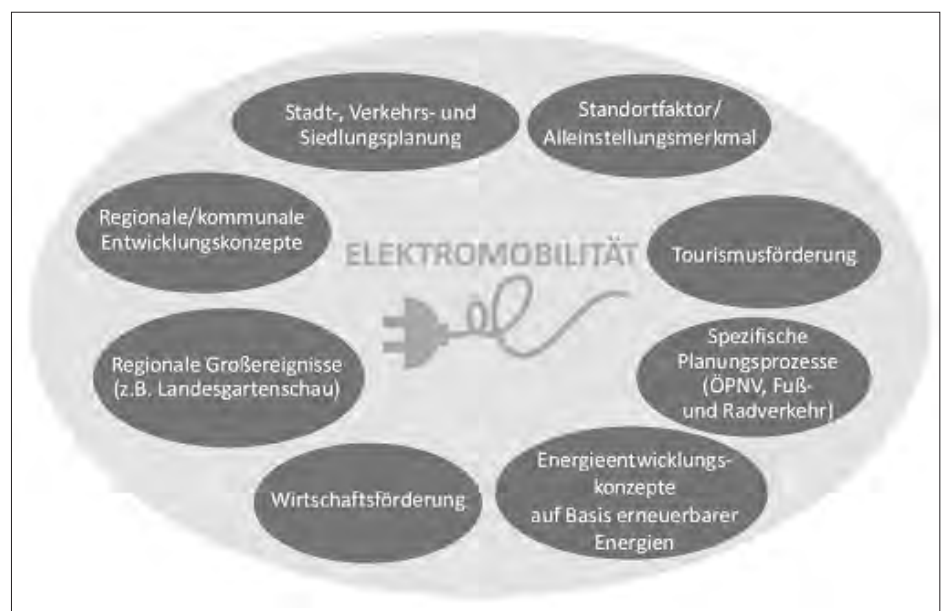 Stadt-, Verkehrs- und
Siedlungsplanung
Standortfaktor/
Alleinstellungsmerkmal
Regionale/kommunale
Entwicklungskonzepte
ELEKTROMOBILITÄT
Tourismusförderung
Regionale Großereignisse
(z.B. Landesgartenschau)
Spezifische
Planungsprozesse
(ÖPNV, Fuß-
und Radverkehr)
Wirtschaftsförderung
Energieentwicklungs-
konzepte
auf Basis erneuerbarer
Energien